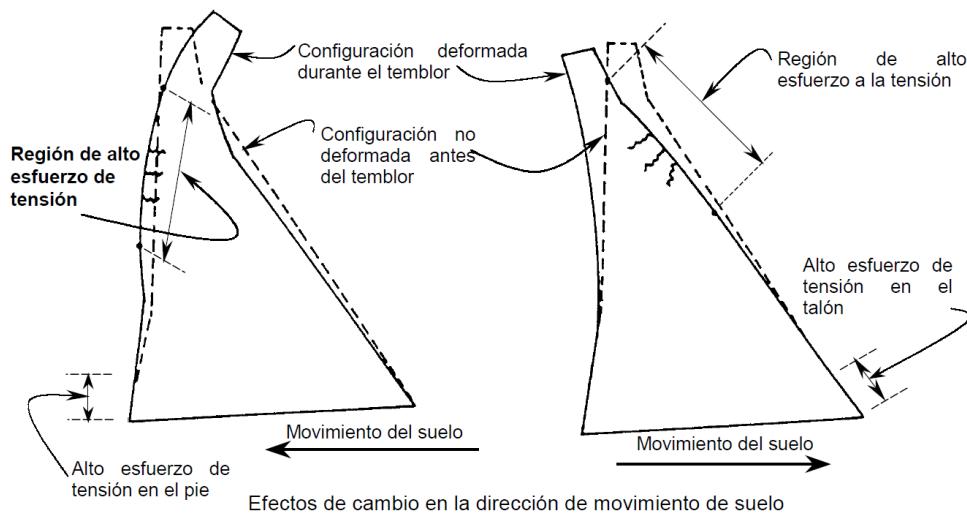 Configuración deformada
durante el temblor
Región de alto
esfuerzo a la tensión
Configuración no
deformada antes
del temblor
Región de alto
esfuerzo de
tensión
Alto esfuerzo de
tensión en el
talón
Movimiento del suelo
Movimiento del suelo
Alto esfuerzo de
tensión en el pie
Efectos de cambio en la dirección de movimiento de suelo